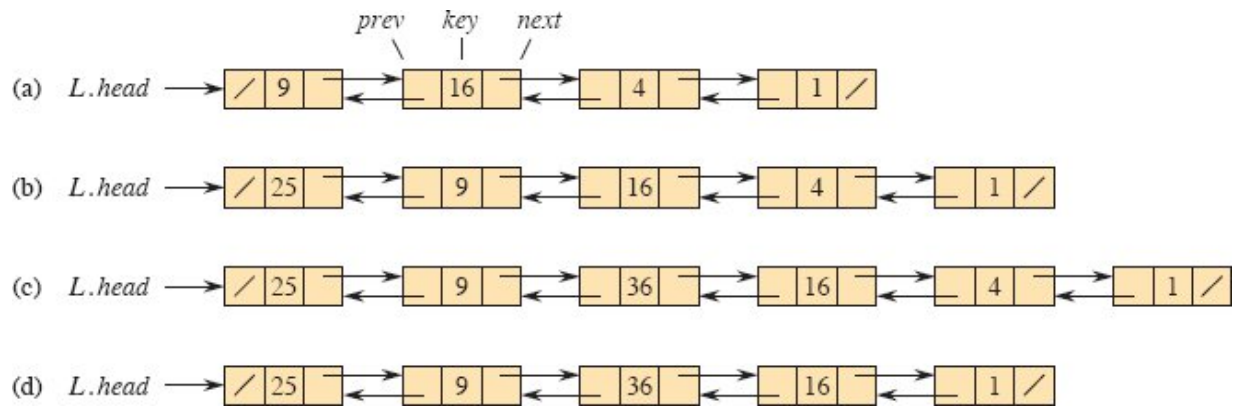 prev key next
(a) L.head / 9 16 4 1 /
(b) L.head / 25 9 16 4 1 /
(c) L.head / 25 9 36 16 4 1 /
(d) L.head / 25 9 36 16 1 /